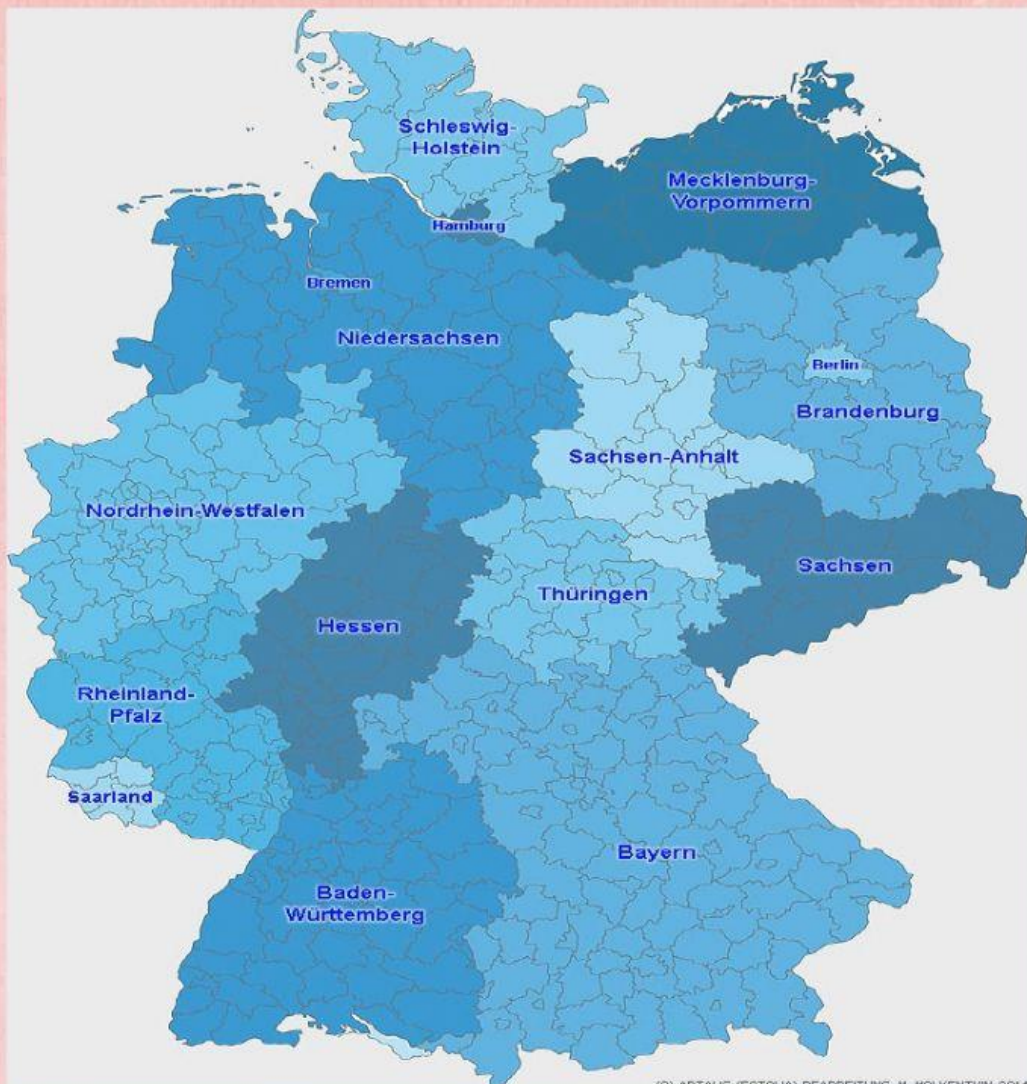 Schleswig-
Holstein
Mecklenburg-
Vorpommern
Hamburg
Bremen
Niedersachsen
Berlin
Brandenburg
Sachsen-Anhalt
Nordrhein-Westfalen
Sachsen
Thüringen
Hessen
Rheinland-
Pfalz
Saarland
Bayern
Baden-
Württemberg